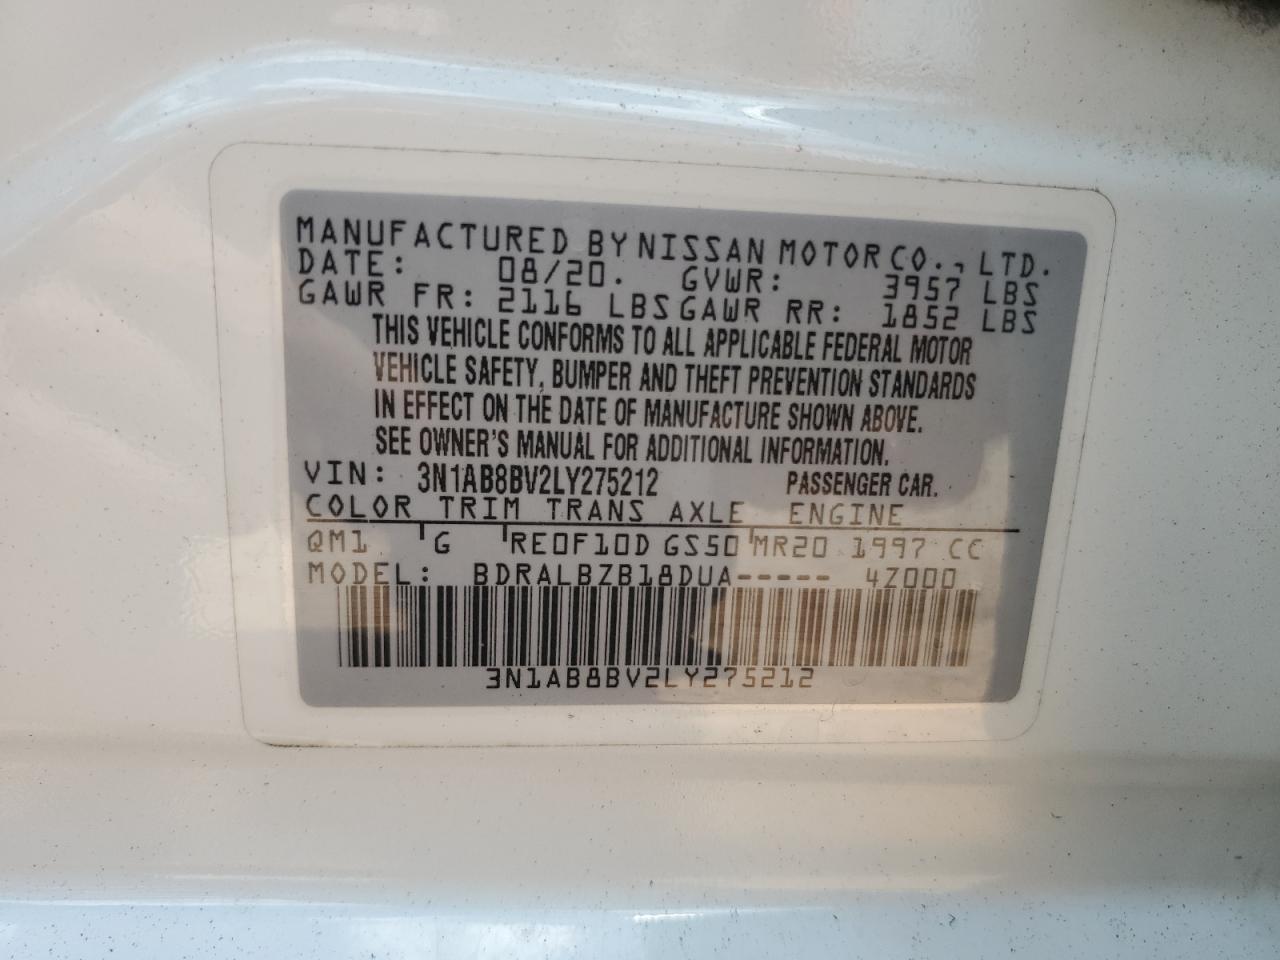 MANUFACTURED BY NISSAN MOTOR CO., LTD.
DATE: 08/20. GVWR: 3957 LBS
GAWR FR: 2116 LBS GAWR RR: 1852 LBS
THIS VEHICLE CONFORMS TO ALL APPLICABLE FEDERAL MOTOR
VEHICLE SAFETY, BUMPER AND THEFT PREVENTION STANDARDS
IN EFFECT ON THE DATE OF MANUFACTURE SHOWN ABOVE.
SEE OWNER'S MANUAL FOR ADDITIONAL INFORMATION.
VIN: 3N1AB8BV2LY275212 PASSENGER CAR.
COLOR TRIM TRANS AXLE ENGINE
QM1 G RE0F10D GS50 MR20 1997 CC
MODEL: BDRALBZB18DUA----- 4Z000
3N1AB8BV2LY275212